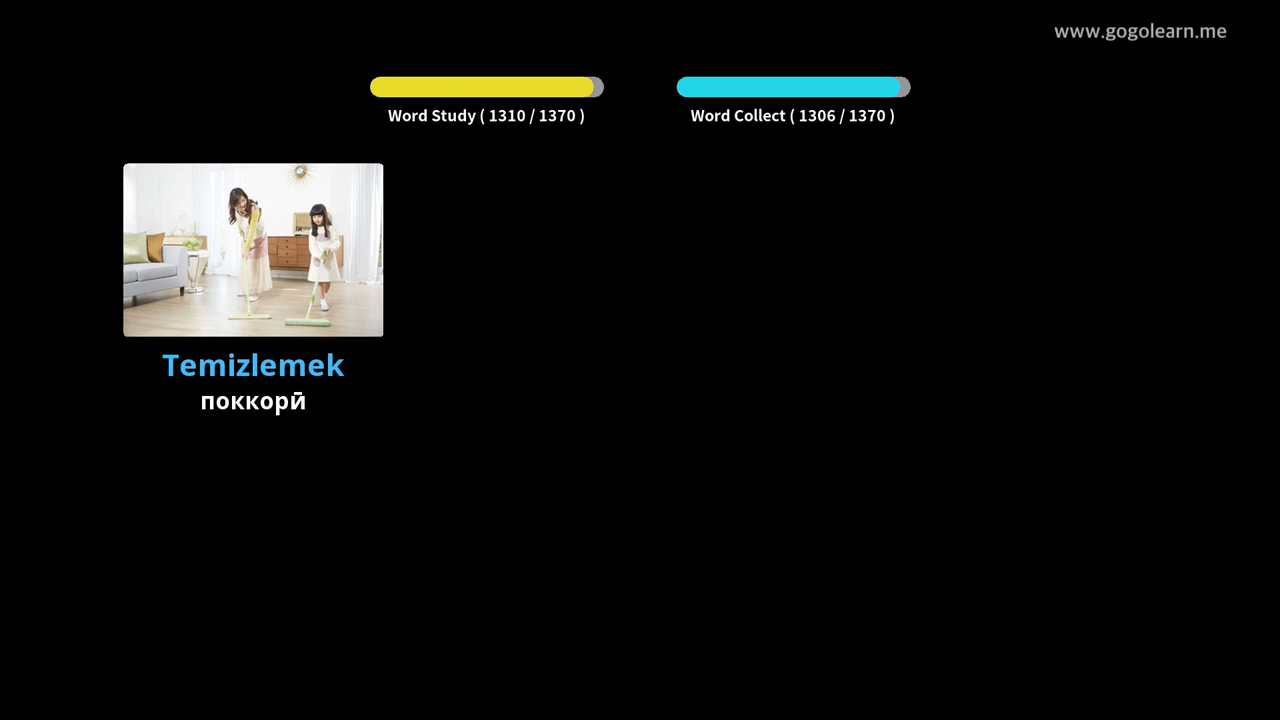 www.gogolearn.me
Word Study ( 1310 / 1370 )
Word Collect ( 1306 / 1370 )
Temizlemek
поккорӣ